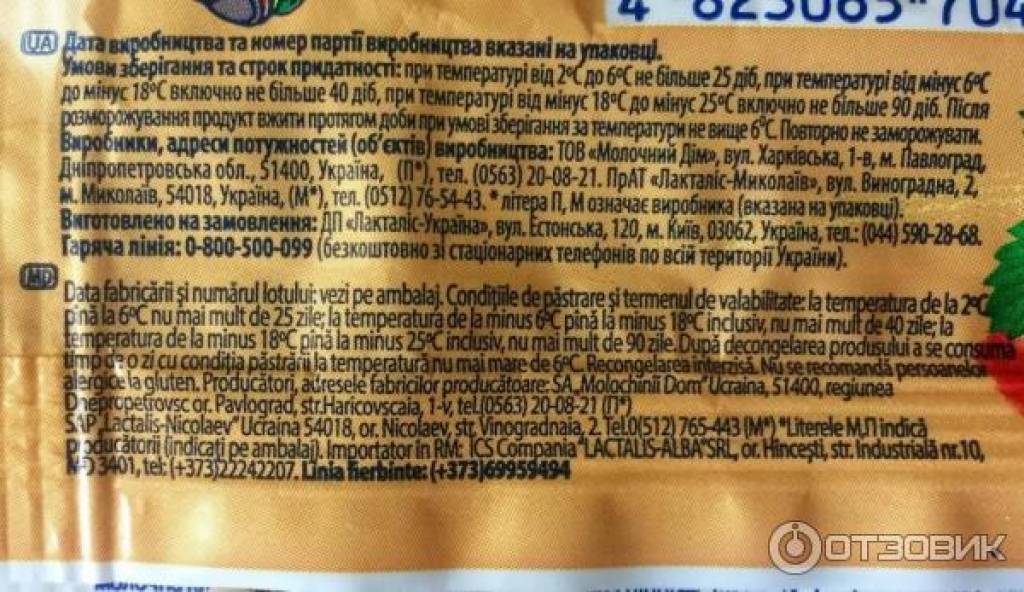 4 823065 704
UA Дата виробництва та номер партії виробництва вказані на упаковці.
Умови зберігання та строк придатності: при температурі від 2°С до 6°С не більше 25 діб, при температурі від мінус 6°С
до мінус 18°С включно не більше 40 діб, при температурі від мінус 18°С до мінус 25°С включно не більше 90 діб. Після
розморожування продукт вжити протягом доби при умові зберігання за температури не вище 6°С. Повторно не заморожувати.
Виробники, адреси потужностей (об'єктів) виробництва: ТОВ «Молочний Дім», вул. Харківська, 1-в, м. Павлоград,
Дніпропетровська обл., 51400, Україна, (П*), тел. (0563) 20-08-21. ПрАТ «Лакталіс-Миколаїв», вул. Виноградна, 2,
м. Миколаїв, 54018, Україна, (М*), тел. (0512) 76-54-43. * літера П, М означає виробника (вказана на упаковці).
Виготовлено на замовлення: ДП «Лакталіс-Україна», вул. Естонська, 120, м. Київ, 03062, Україна, тел.: (044) 590-28-68.
Гаряча лінія: 0-800-500-099 (безкоштовно зі стаціонарних телефонів по всій території України).
MD
Data fabricării și numărul lotului: vezi pe ambalaj. Condițiile de păstrare și termenul de valabilitate: la temperatura de la 2°C
pînă la 6°C nu mai mult de 25 zile; la temperatura de la minus 6°C pînă la minus 18°C inclusiv, nu mai mult de 40 zile; la
temperatura de la minus 18°C pînă la minus 25°C inclusiv, nu mai mult de 90 zile. După decongelarea produsului a se consuma
timp de o zi cu condiția păstrării la temperatura nu mai mare de 6°C. Recongelarea interzisă. Nu se recomandă persoanelor
alergice la gluten. Producători, adresele fabricilor producătoare: SA „Molochinii Dom" Ucraina, 51400, regiunea
Dnepropetrovsc or. Pavlograd, str.Haricovscaia, 1-v, tel.(0563) 20-08-21 (П*)
SAP „Lactalis-Nicolaev" Ucraina 54018, or. Nicolaev, str. Vinogradnaia, 2. Tel.0(512) 765-443 (М*) *Literele М,П indică
producătorii (indicați pe ambalaj). Importator în RM: ICS Compania "LACTALIS-ALBA"SRL, or. Hîncești, str. Industrială nr.10,
MD 3401, tel: (+373)22242207. Linia fierbinte: (+373)69959494
ОТЗОВИК